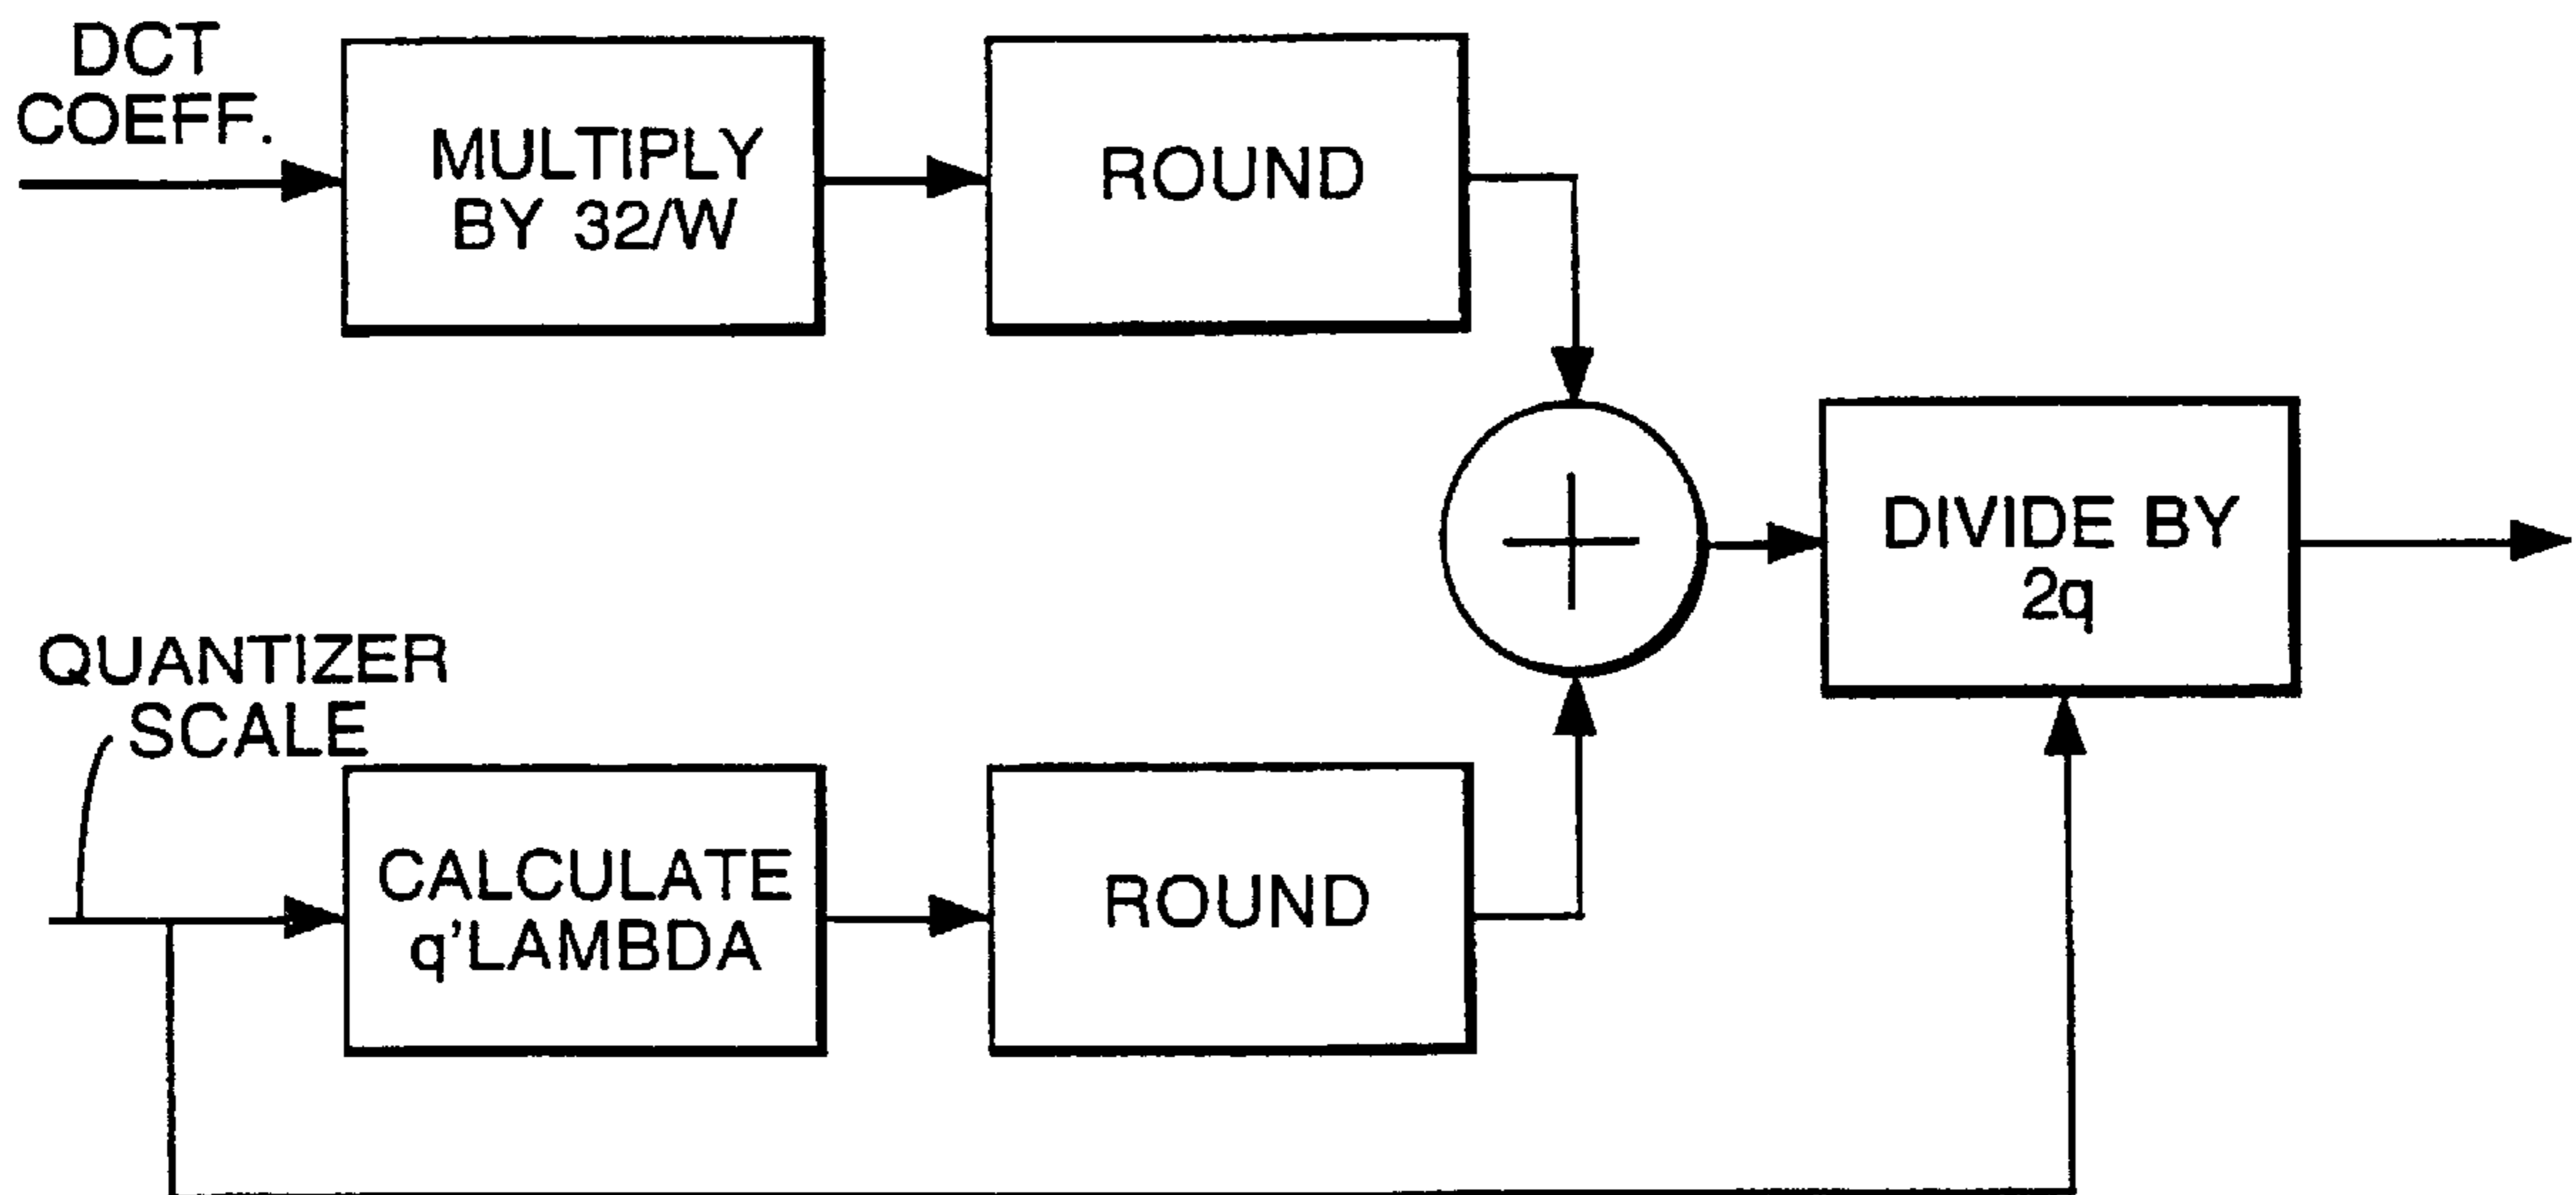 DCT
COEFF.
MULTIPLY
BY 32/W
ROUND
DIVIDE BY
2q
QUANTIZER
SCALE
CALCULATE
q'LAMBDA
ROUND